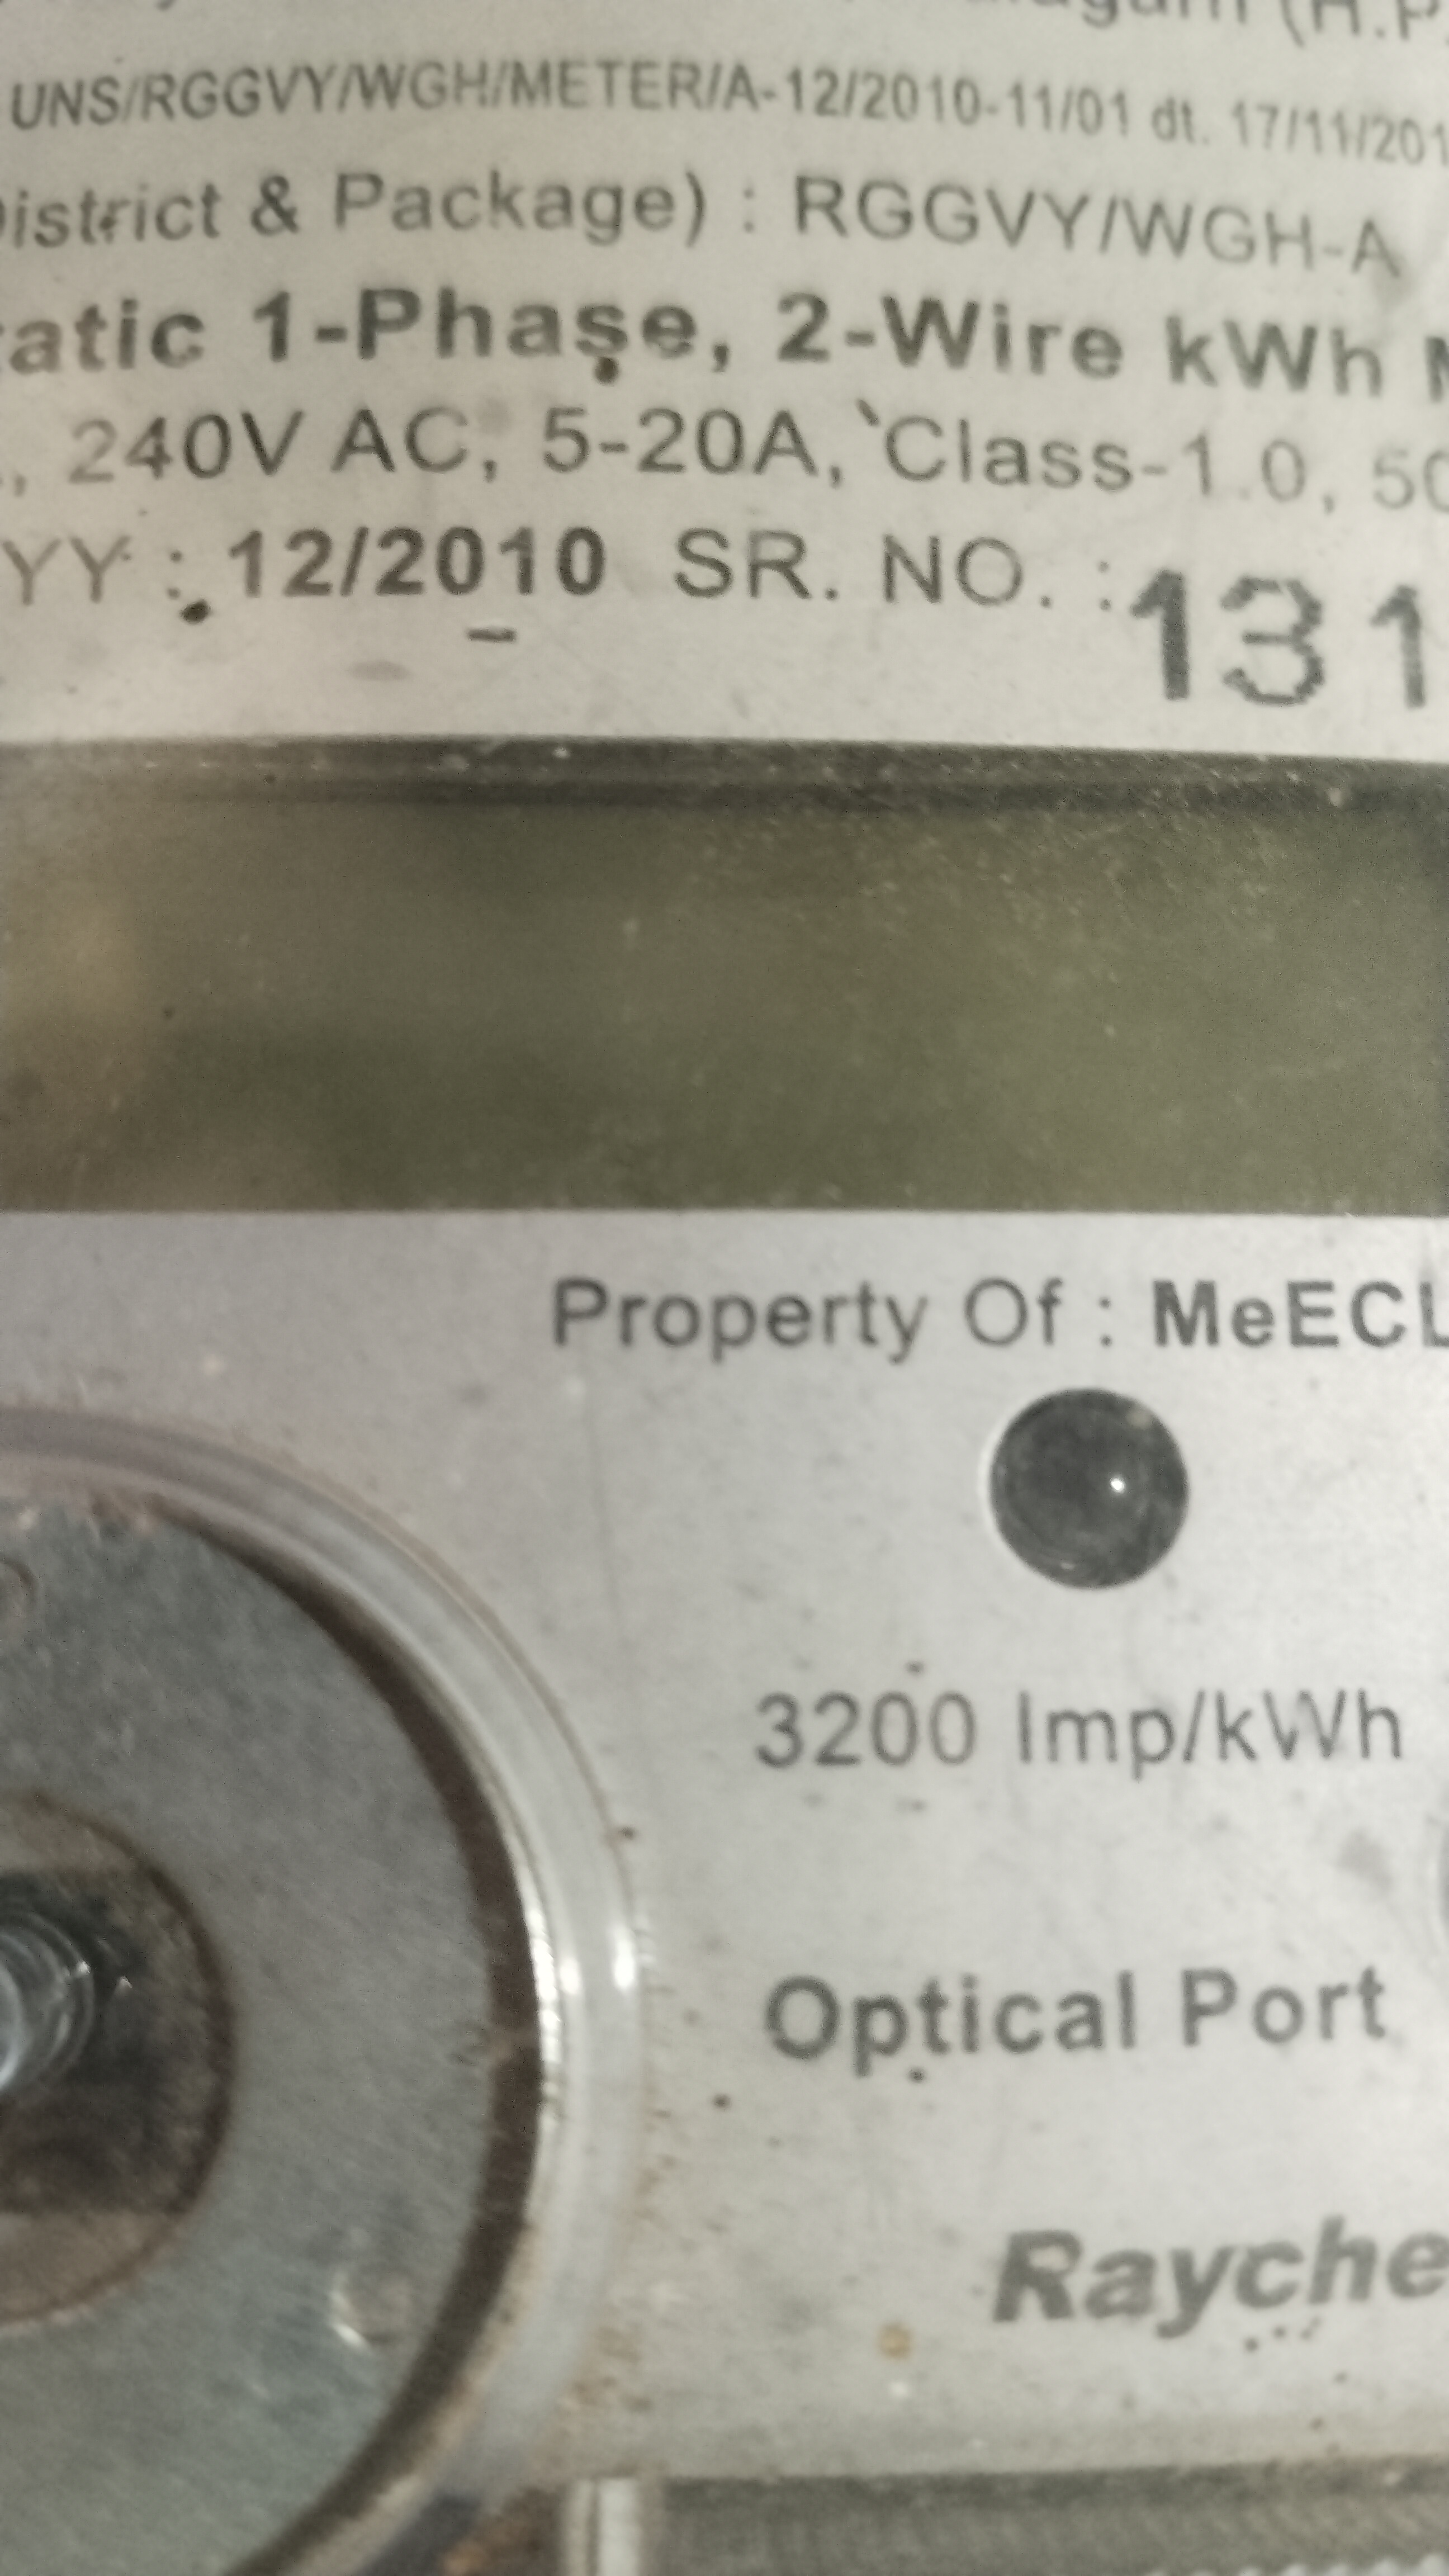 (H.P.
UNS/RGGVY/WGH/METER/A-12/2010-11/01 dt. 17/11/201
istrict & Package) : RGGVY/WGH-A
atic 1-Phase, 2-Wire kWh
, 240V AC, 5-20A, Class-1.0, 50
YY : 12/2010 SR. NO. : 131
Property Of : MeECL
3200 Imp/kWh
Optical Port
Rayche